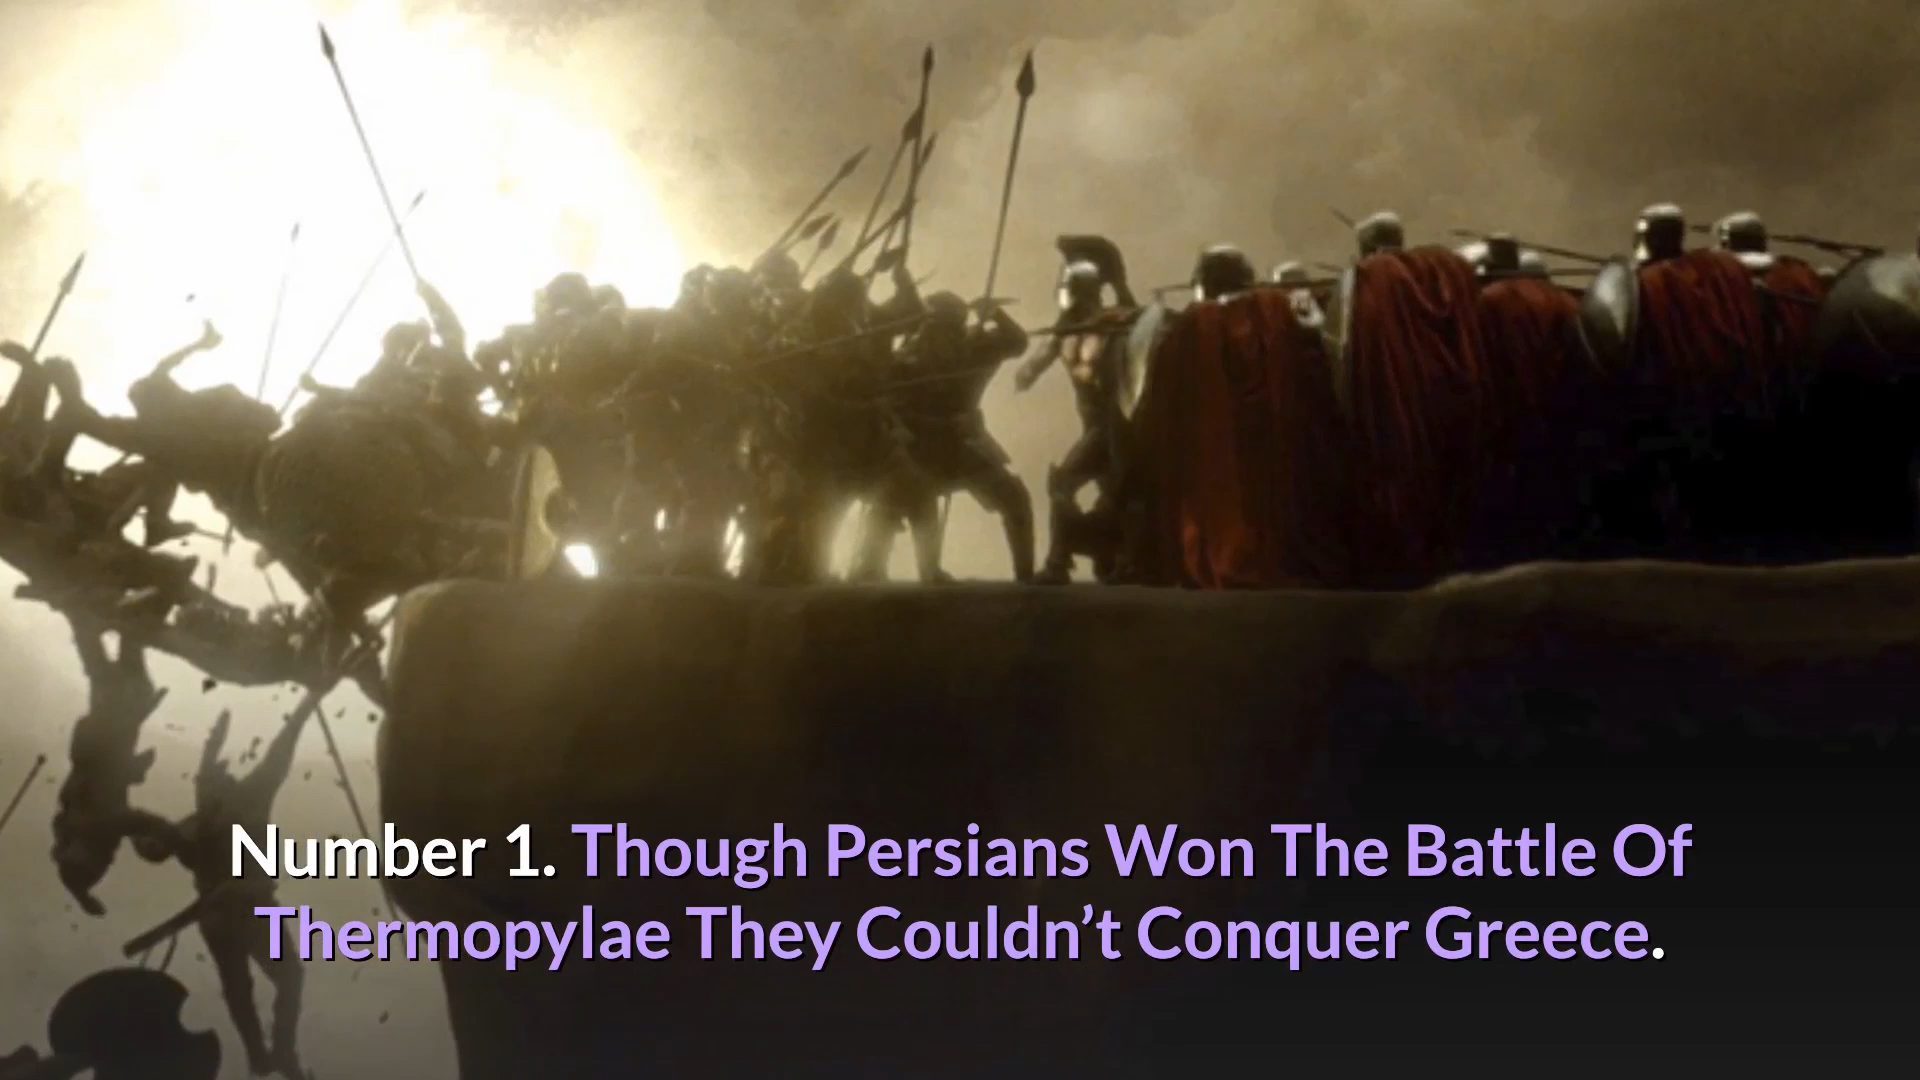 Number 1. Though Persians Won The Battle Of
Thermopylae They Couldn’t Conquer Greece.